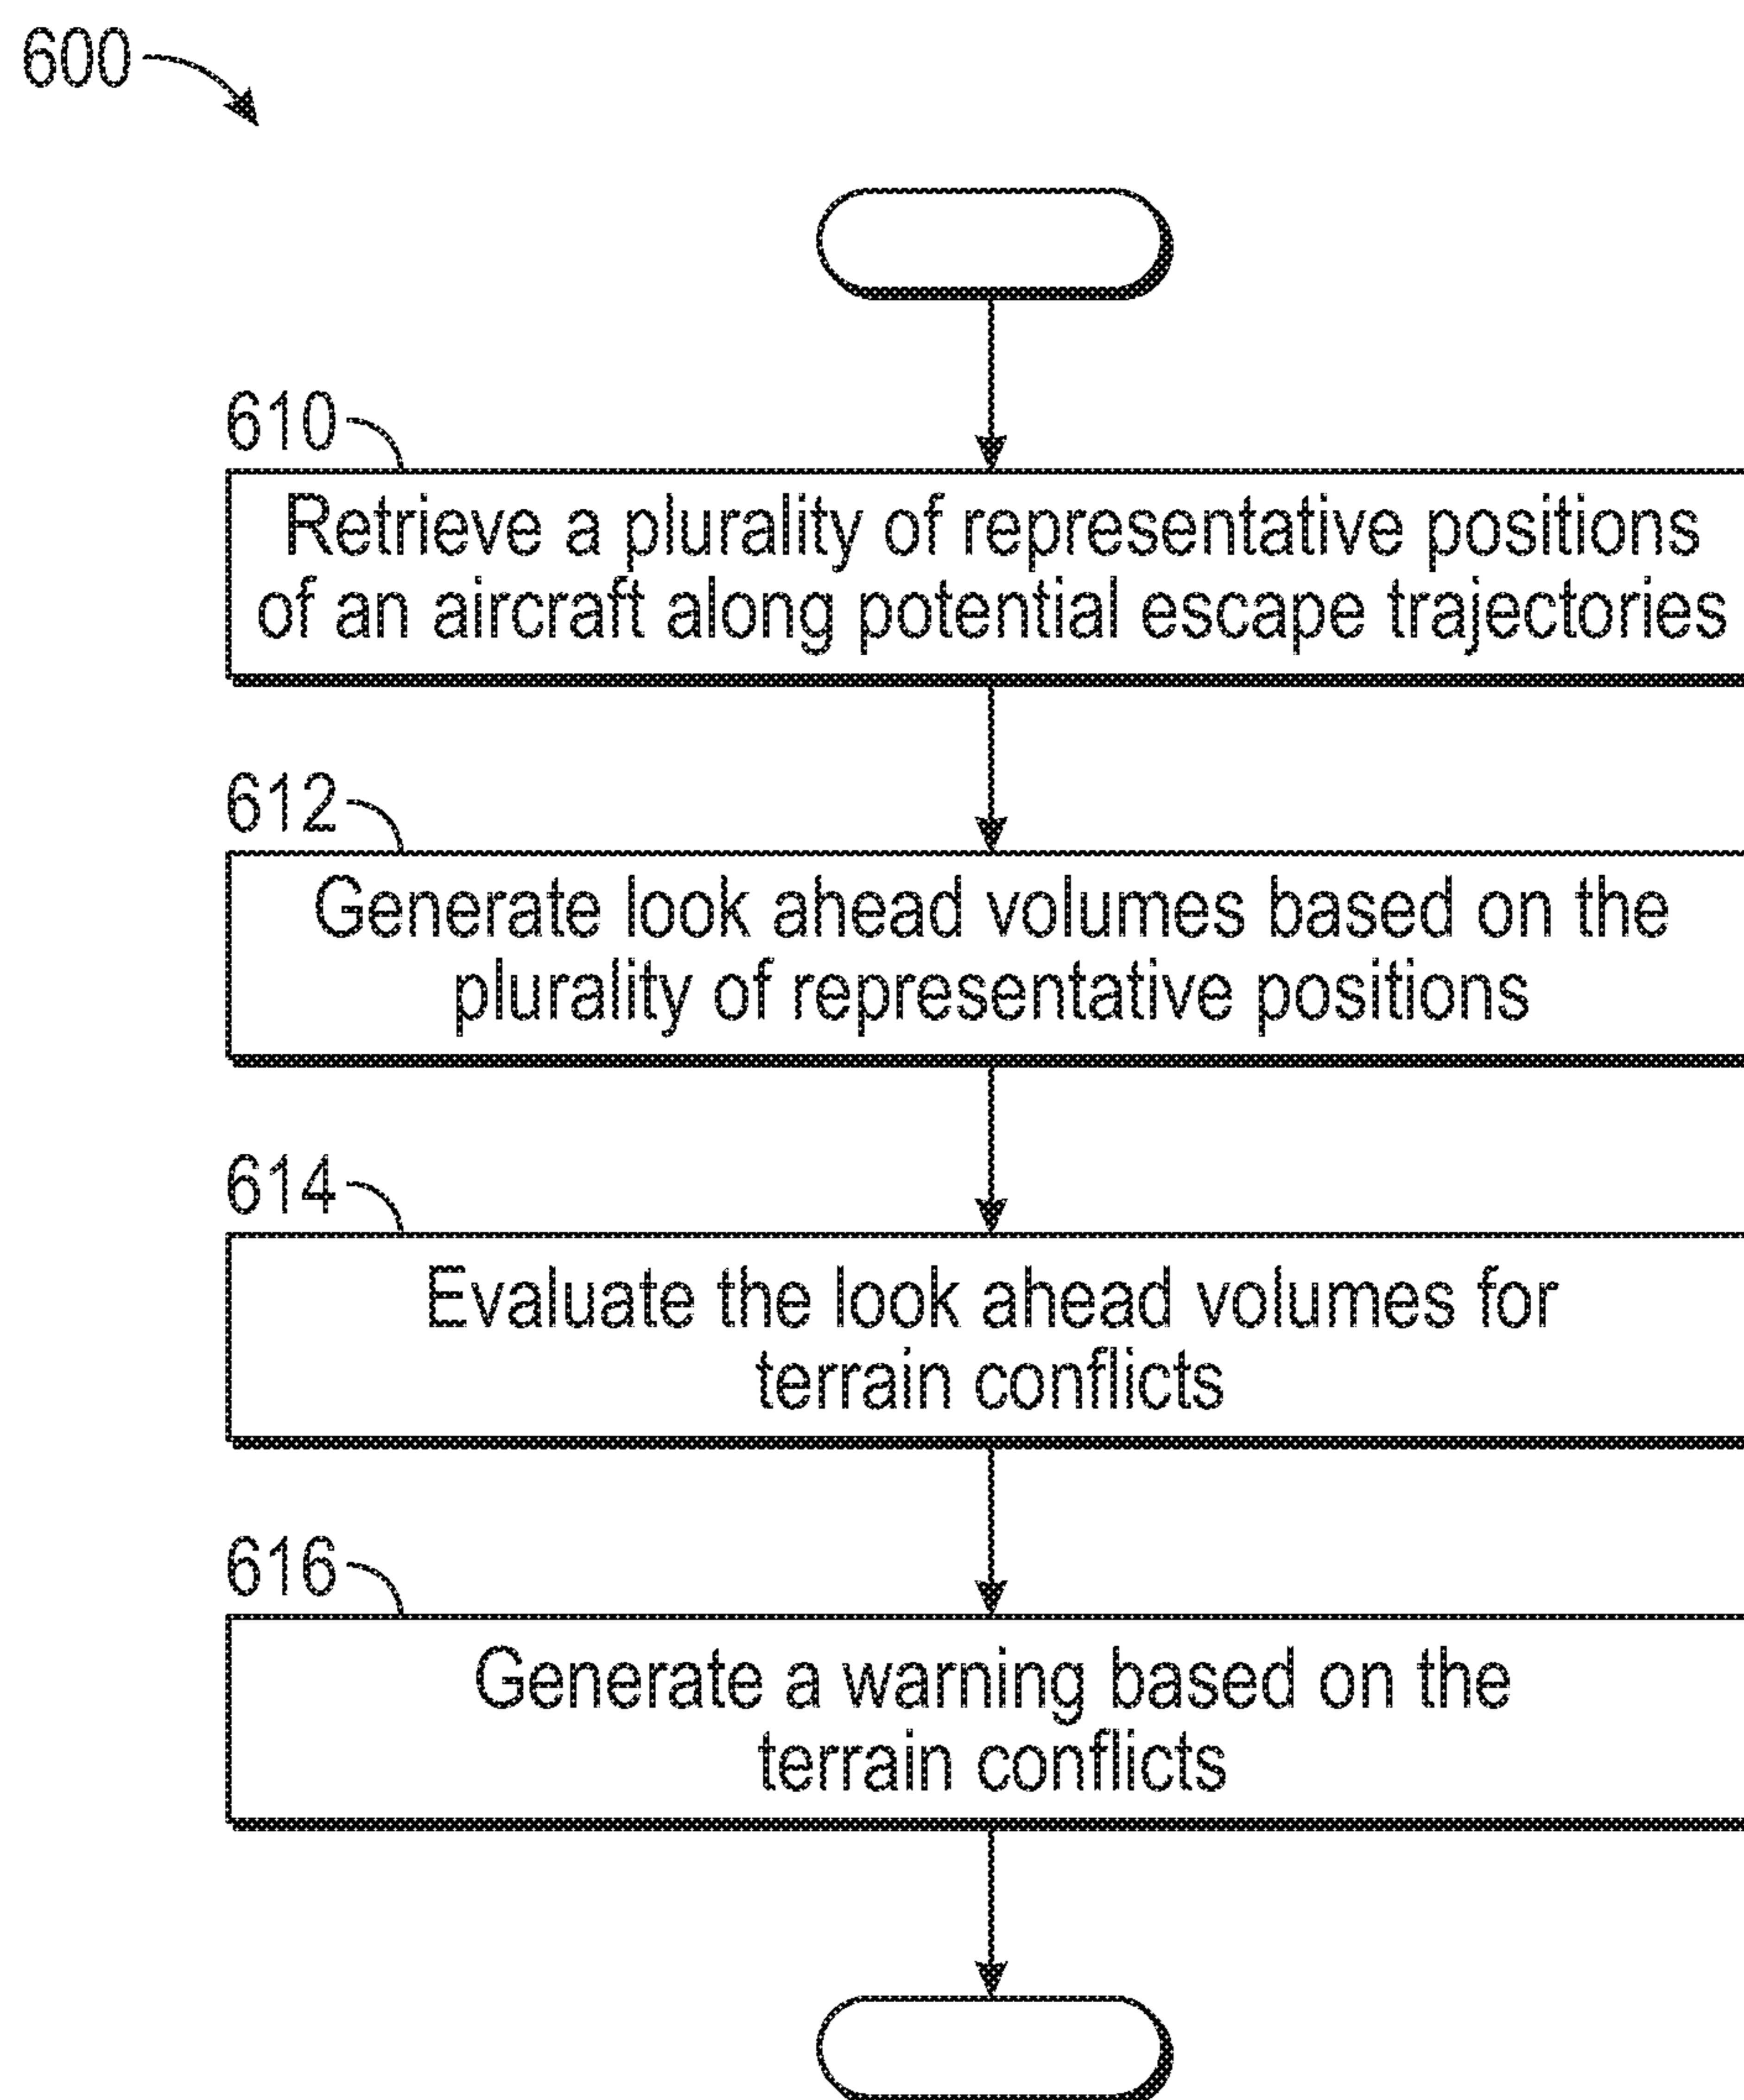 600
610
Retrieve a plurality of representative positions
of an aircraft along potential escape trajectories
612
Generate look ahead volumes based on the
plurality of representative positions
614
Evaluate the look ahead volumes for
terrain conflicts
616
Generate a warning based on the
terrain conflicts